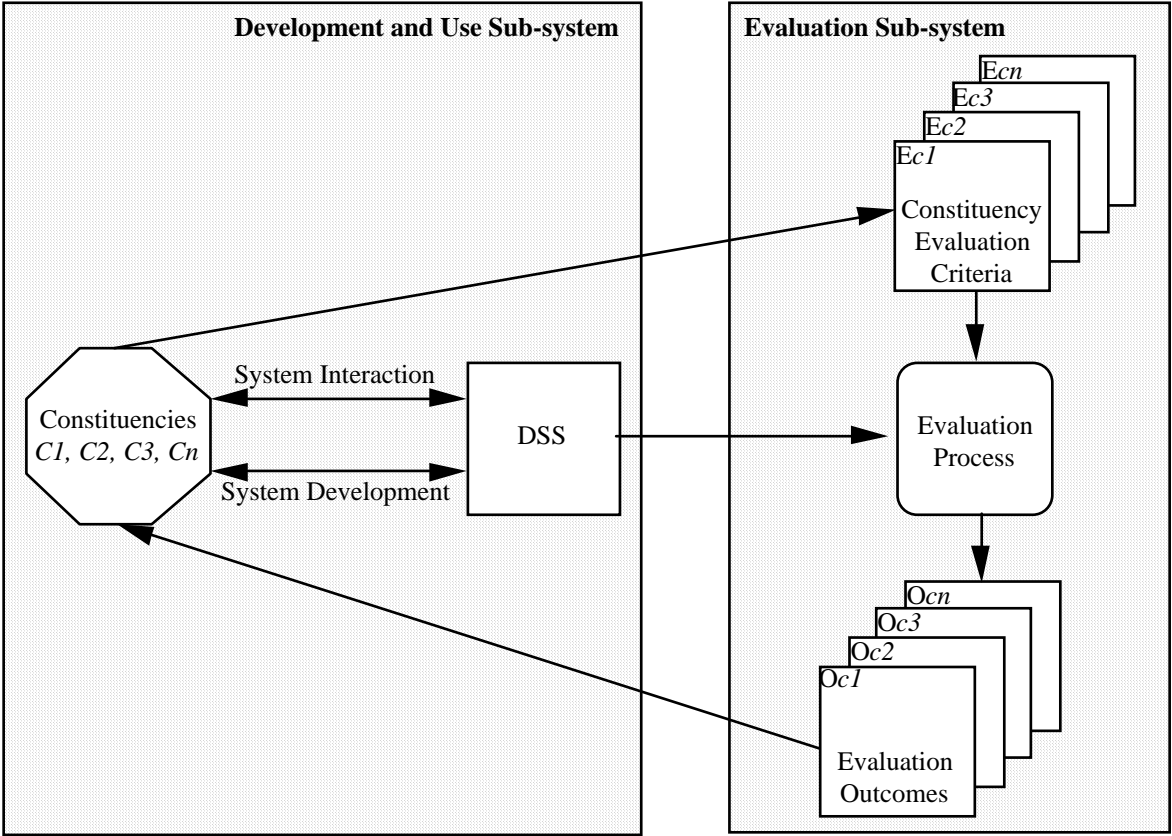 Development and Use Sub-system
Evaluation Sub-system
Ecn
Ec3
Ec2
Ec1
Constituency
Evaluation
Criteria
System Interaction
Constituencies
C1, C2, C3, Cn
DSS
Evaluation
Process
System Development
Ocn
Oc3
Oc2
Oc1
Evaluation
Outcomes